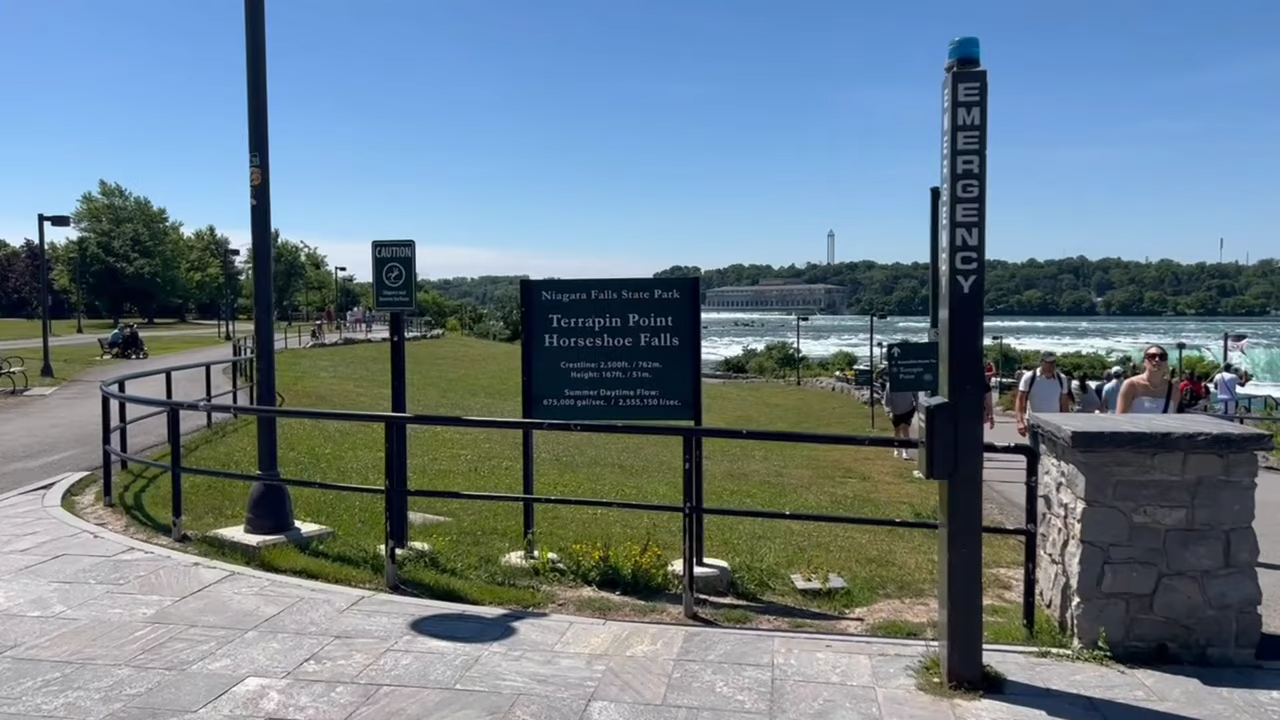 CAUTION
Niagara Falls State Park
Terrapin Point
Horseshoe Falls
Crestline: 2,500ft. / 762m.
Height: 167ft. / 51m.
Summer Daytime Flow:
675,000 gal/sec. / 2,555,150 l/sec.
EMERGENCY
EMERGENCY
Terrapin
Point